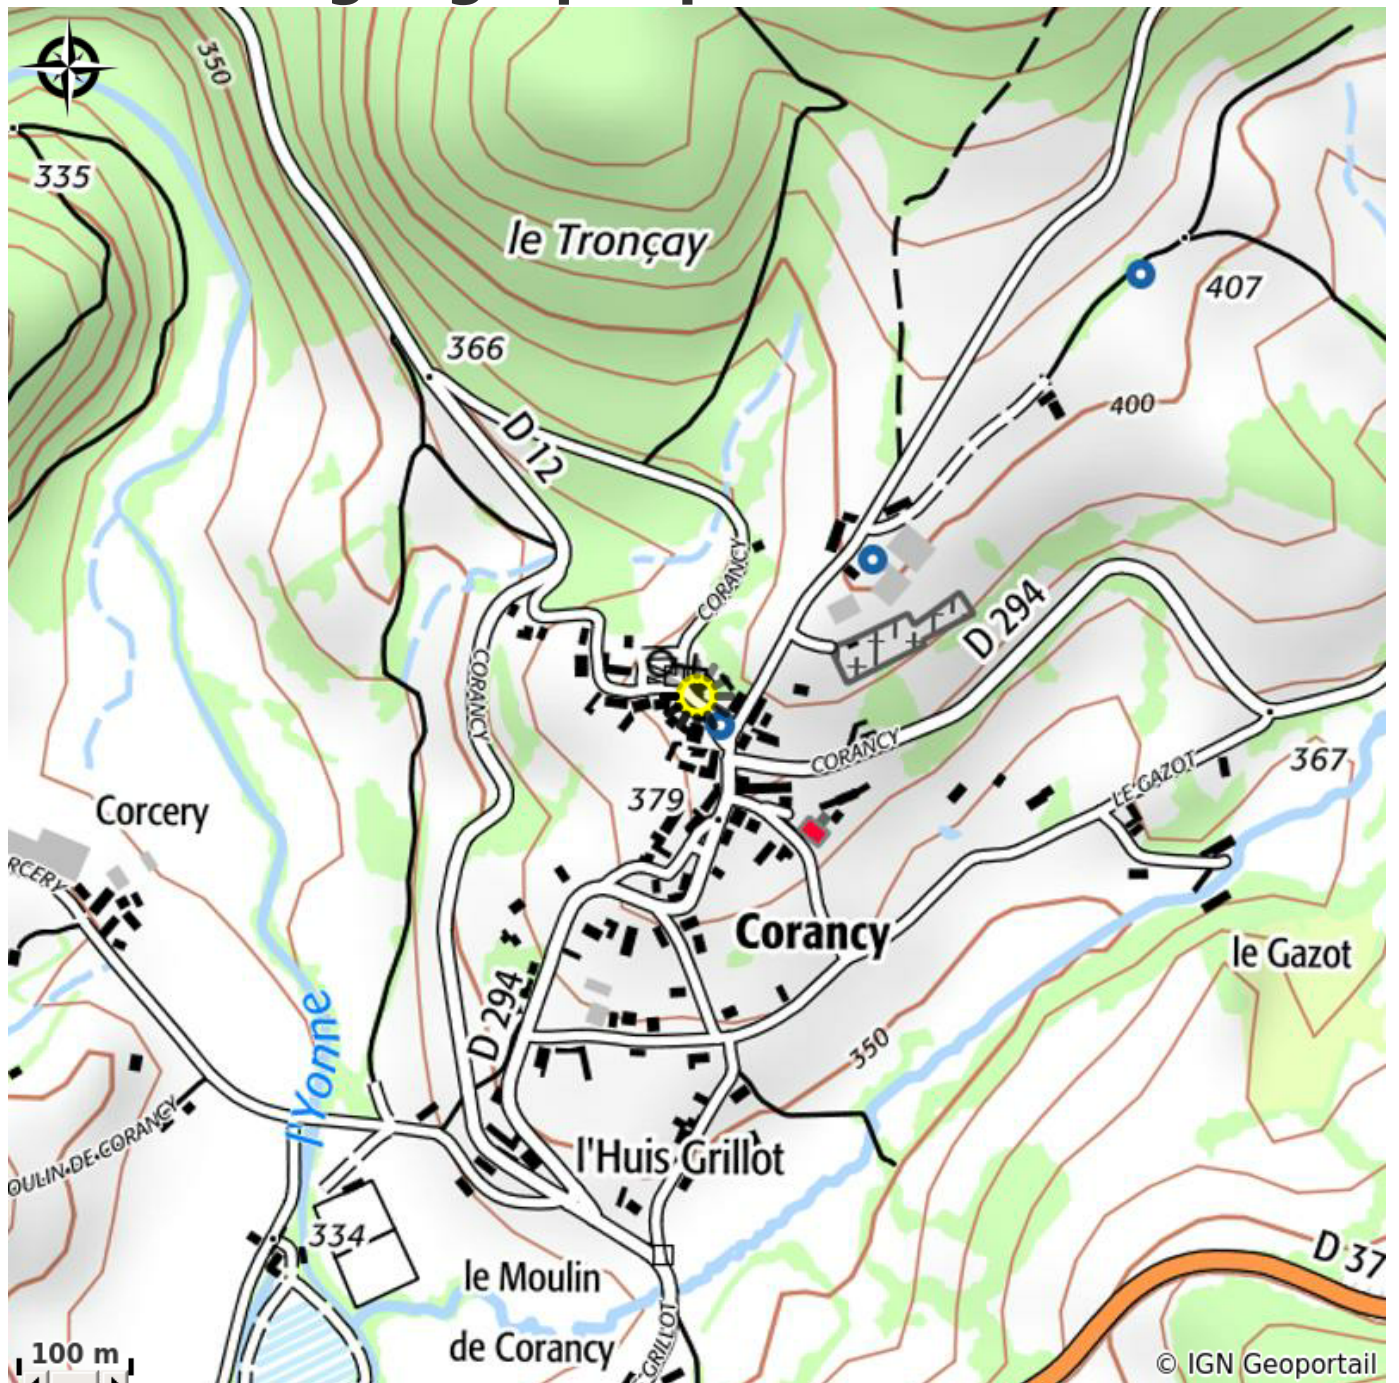 350
335
le Tronçay
407
366
400
D 12
CORANCY
D 294
CORANCY
CORANCY
367
LE GAZOT
379
Corcery
RCERY
Corancy
le Gazot
D 294
l'Yonne
350
OULIN DE CORANCY
l'Huis Grillot
334
D 37
le Moulin
de Corancy
GRILLOT
100 m
© IGN Geoportail